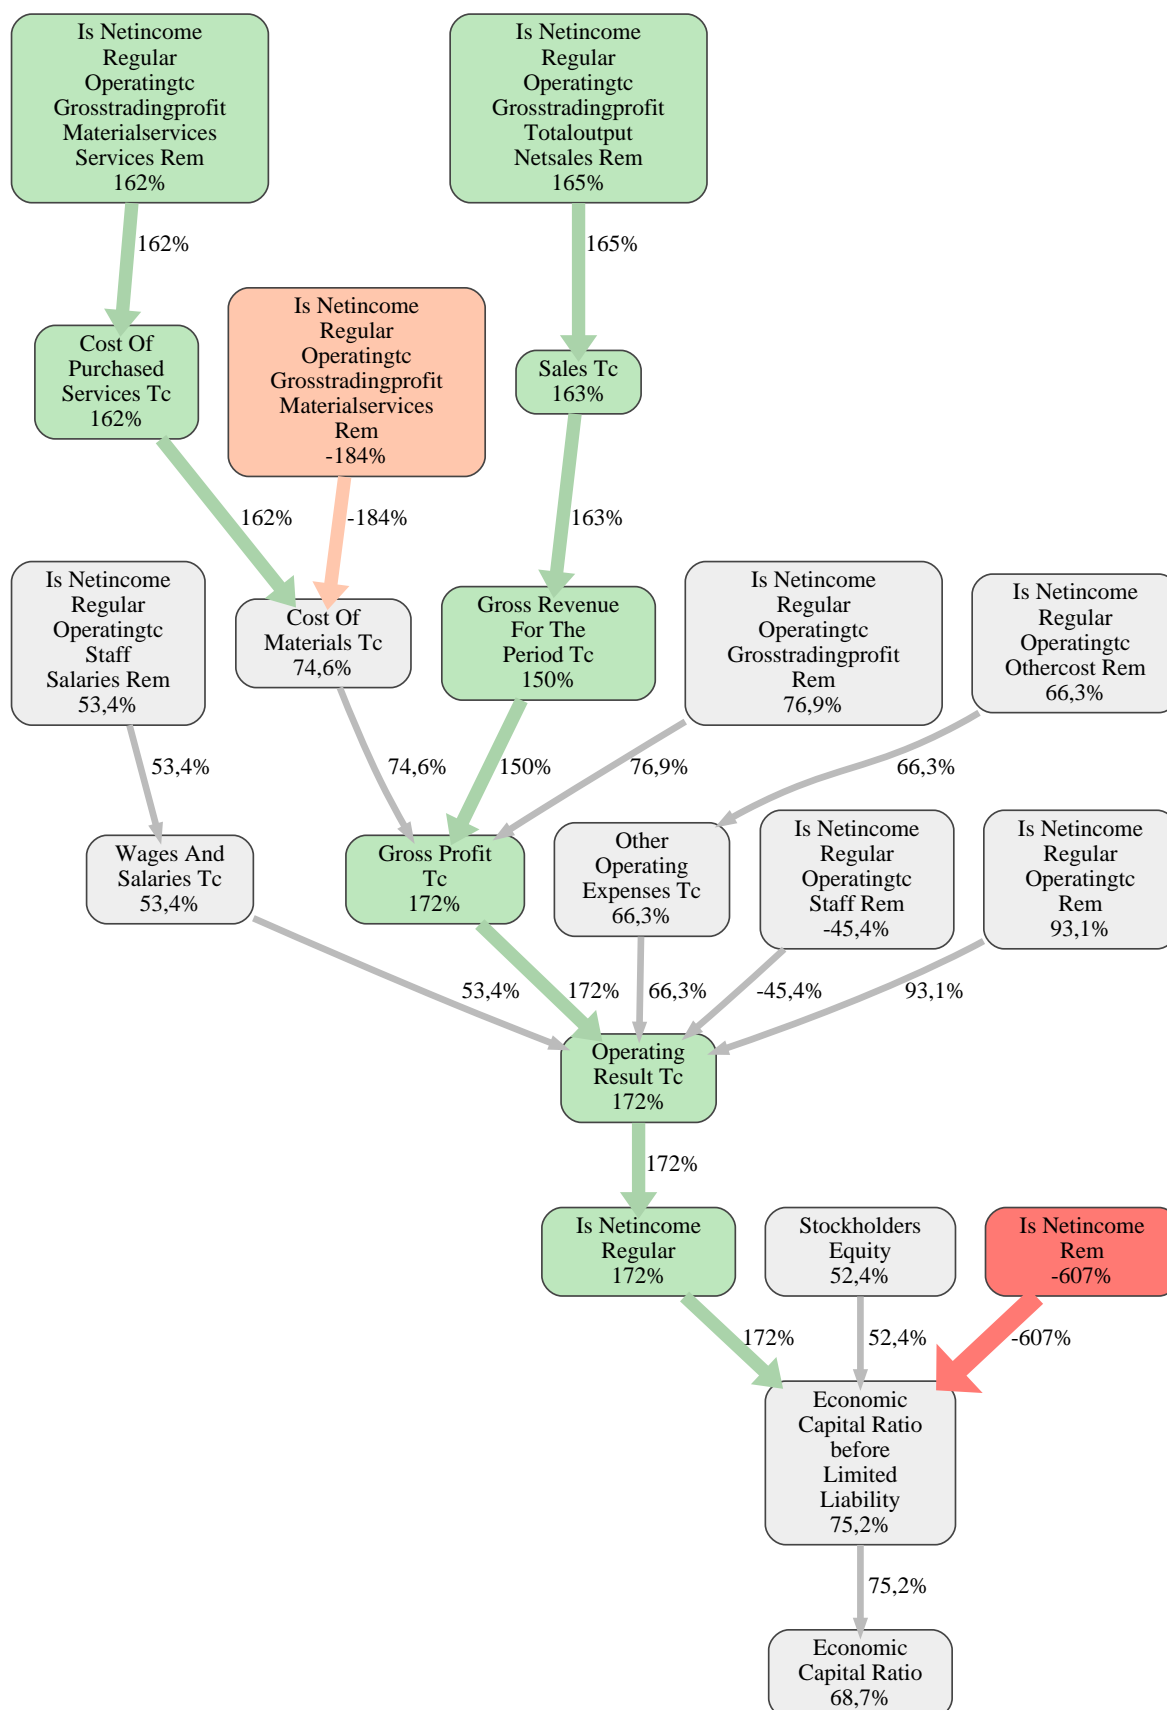 Is Netincome
Regular
Operatingtc
Grosstradingprofit
Materialservices
Services Rem
162%
Is Netincome
Regular
Operatingtc
Grosstradingprofit
Totaloutput
Netsales Rem
165%
162%
165%
Cost Of
Purchased
Services Tc
162%
Is Netincome
Regular
Operatingtc
Grosstradingprofit
Materialservices
Rem
-184%
Sales Tc
163%
162%
-184%
163%
Is Netincome
Regular
Operatingtc
Staff
Salaries Rem
53,4%
Cost Of
Materials Tc
74,6%
Gross Revenue
For The
Period Tc
150%
Is Netincome
Regular
Operatingtc
Grosstradingprofit
Rem
76,9%
Is Netincome
Regular
Operatingtc
Othercost Rem
66,3%
53,4%
74,6%
150%
76,9%
66,3%
Wages And
Salaries Tc
53,4%
Gross Profit
Tc
172%
Other
Operating
Expenses Tc
66,3%
Is Netincome
Regular
Operatingtc
Staff Rem
-45,4%
Is Netincome
Regular
Operatingtc
Rem
93,1%
53,4%
172%
66,3%
-45,4%
93,1%
Operating
Result Tc
172%
172%
Is Netincome
Regular
172%
Stockholders
Equity
52,4%
Is Netincome
Rem
-607%
172%
52,4%
-607%
Economic
Capital Ratio
before
Limited
Liability
75,2%
75,2%
Economic
Capital Ratio
68,7%